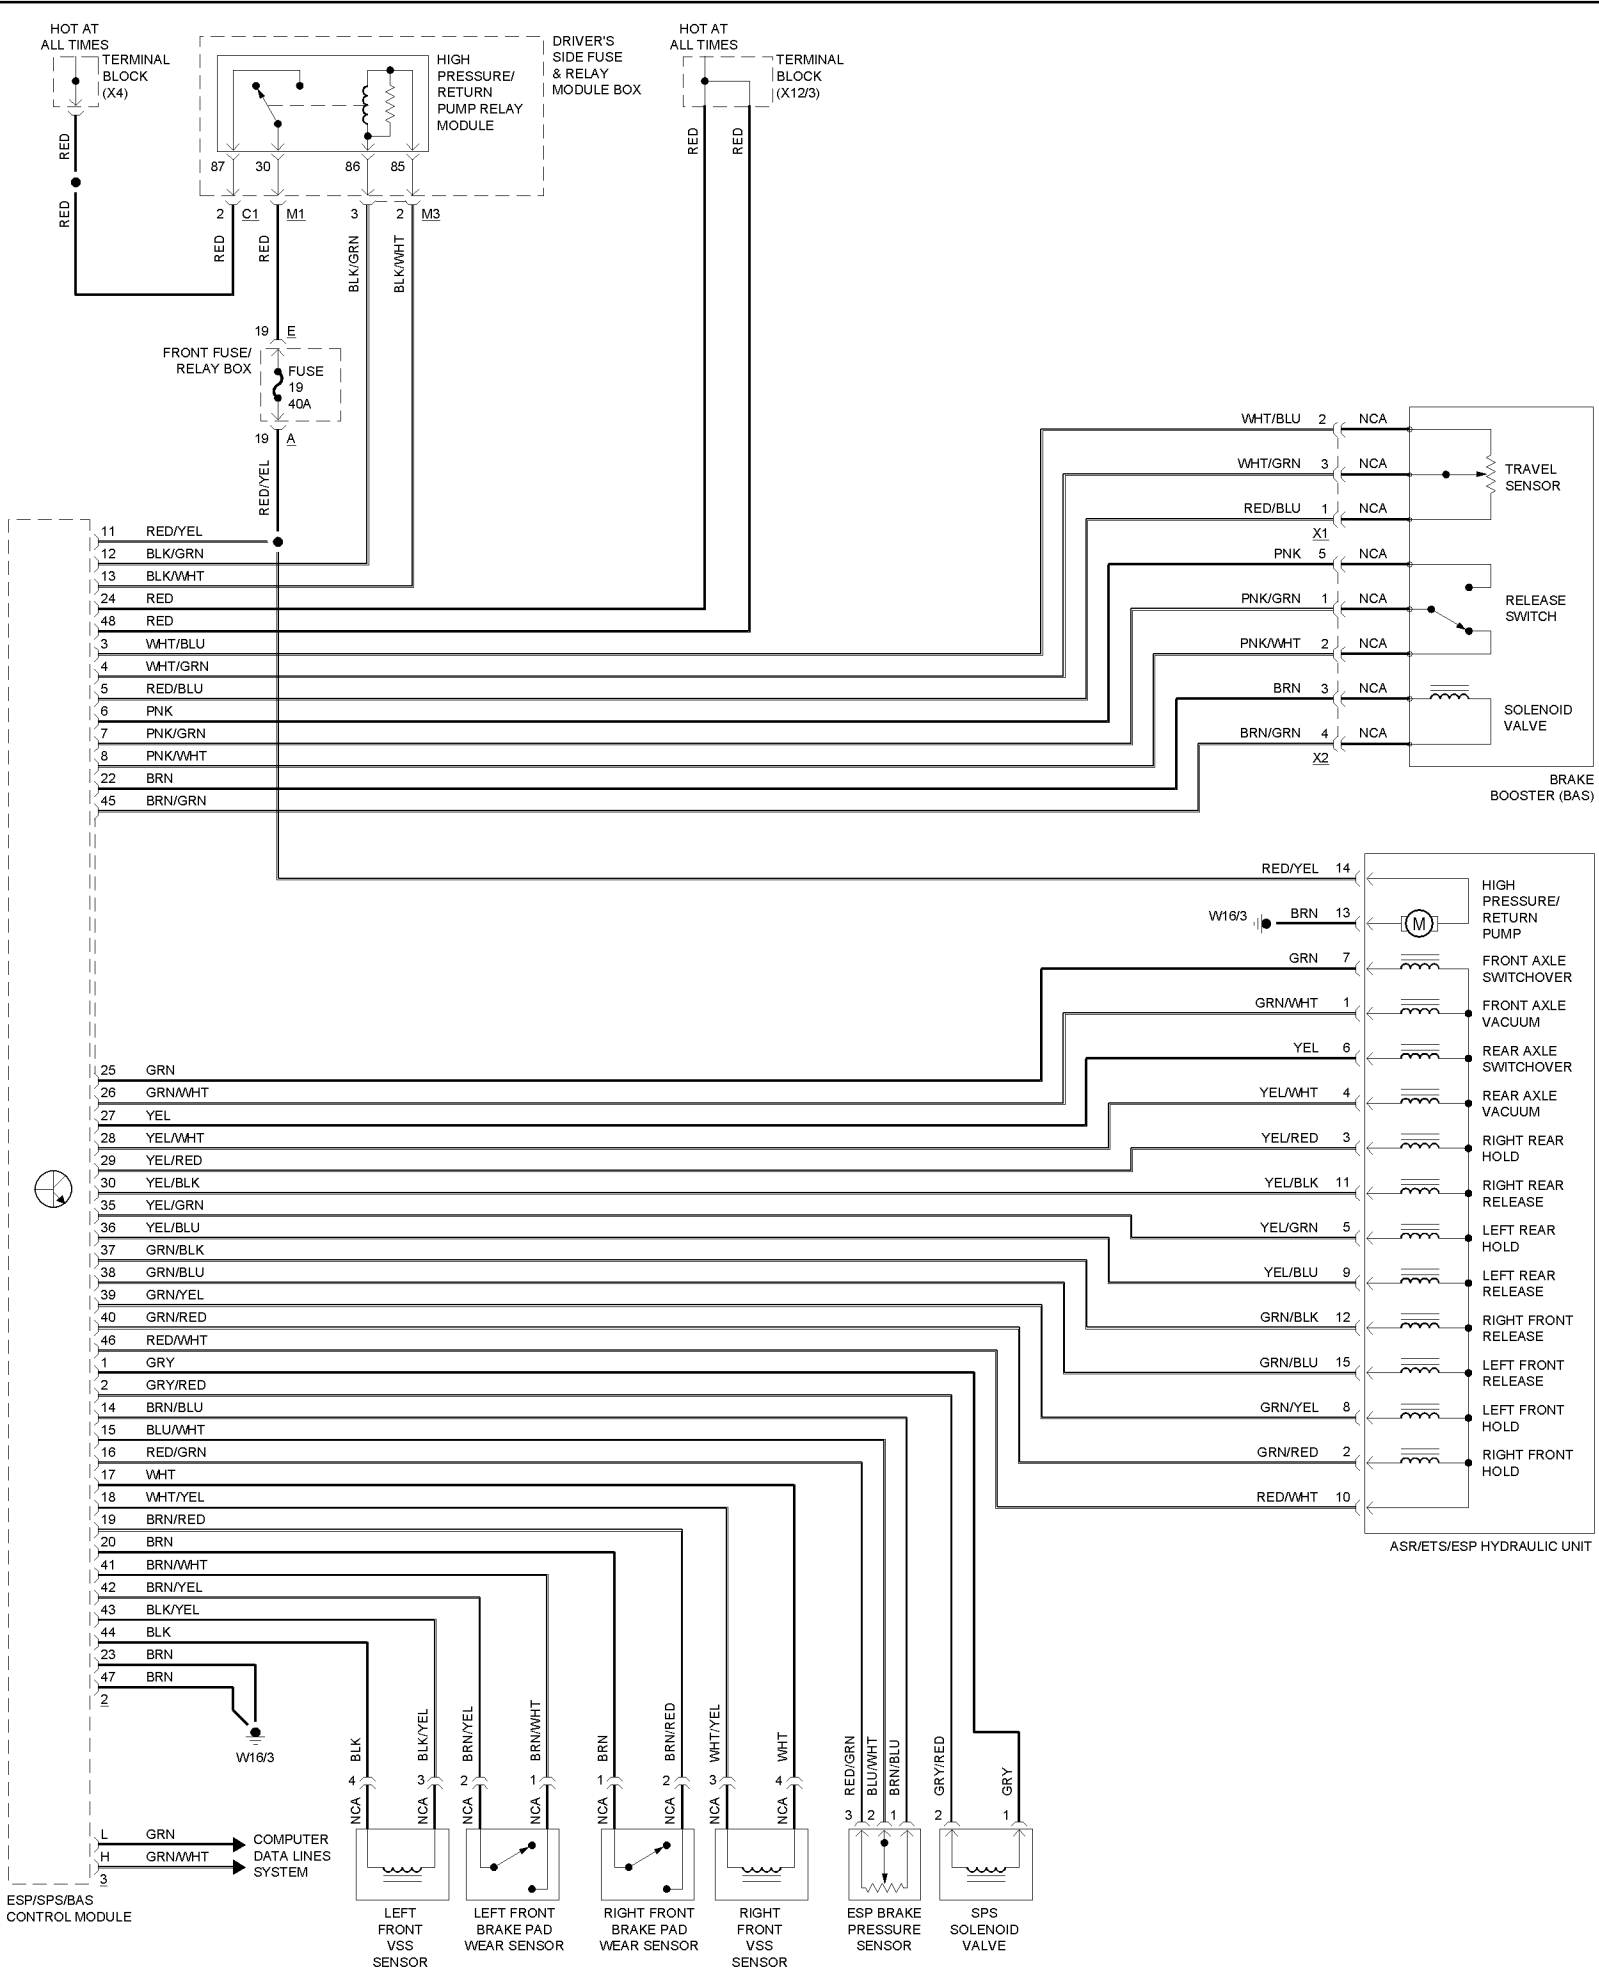 HOT AT
ALL TIMES
TERMINAL
BLOCK
(X4)
RED
RED
HIGH
PRESSURE/
RETURN
PUMP RELAY
MODULE
DRIVER'S
SIDE FUSE
& RELAY
MODULE BOX
87 30 86 85
2 C1 M1 3 2 M3
RED RED BLK/GRN BLK/WHT
HOT AT
ALL TIMES
TERMINAL
BLOCK
(X12/3)
RED RED
19 E
FRONT FUSE/
RELAY BOX
FUSE
19
40A
19 A
RED/YEL
11 RED/YEL
12 BLK/GRN
13 BLK/WHT
24 RED
48 RED
3 WHT/BLU
4 WHT/GRN
5 RED/BLU
6 PNK
7 PNK/GRN
8 PNK/WHT
22 BRN
45 BRN/GRN
WHT/BLU 2 NCA
WHT/GRN 3 NCA
RED/BLU 1 NCA
X1
TRAVEL
SENSOR
PNK 5 NCA
PNK/GRN 1 NCA
PNK/WHT 2 NCA
RELEASE
SWITCH
BRN 3 NCA
BRN/GRN 4 NCA
X2
SOLENOID
VALVE
BRAKE
BOOSTER (BAS)
RED/YEL 14
W16/3 BRN 13
M
HIGH
PRESSURE/
RETURN
PUMP
GRN 7
FRONT AXLE
SWITCHOVER
GRN/WHT 1
FRONT AXLE
VACUUM
YEL 6
REAR AXLE
SWITCHOVER
YEL/WHT 4
REAR AXLE
VACUUM
YEL/RED 3
RIGHT REAR
HOLD
YEL/BLK 11
RIGHT REAR
RELEASE
YEL/GRN 5
LEFT REAR
HOLD
YEL/BLU 9
LEFT REAR
RELEASE
GRN/BLK 12
RIGHT FRONT
RELEASE
GRN/BLU 15
LEFT FRONT
RELEASE
GRN/YEL 8
LEFT FRONT
HOLD
GRN/RED 2
RIGHT FRONT
HOLD
RED/WHT 10
ASR/ETS/ESP HYDRAULIC UNIT
25 GRN
26 GRN/WHT
27 YEL
28 YEL/WHT
29 YEL/RED
30 YEL/BLK
35 YEL/GRN
36 YEL/BLU
37 GRN/BLK
38 GRN/BLU
39 GRN/YEL
40 GRN/RED
46 RED/WHT
1 GRY
2 GRY/RED
14 BRN/BLU
15 BLU/WHT
16 RED/GRN
17 WHT
18 WHT/YEL
19 BRN/RED
20 BRN
41 BRN/WHT
42 BRN/YEL
43 BLK/YEL
44 BLK
23 BRN
47 BRN
2
W16/3
BLK BLK/YEL BRN/YEL BRN/WHT BRN BRN/RED WHT/YEL WHT RED/GRN BLU/WHT BRN/BLU GRY/RED GRY
4 3 2 1 1 2 3 4
NCA NCA NCA NCA NCA NCA NCA NCA
3 2 1 2 1
L GRN
H GRN/WHT
3
COMPUTER
DATA LINES
SYSTEM
ESP/SPS/BAS
CONTROL MODULE
LEFT
FRONT
VSS
SENSOR
LEFT FRONT
BRAKE PAD
WEAR SENSOR
RIGHT FRONT
BRAKE PAD
WEAR SENSOR
RIGHT
FRONT
VSS
SENSOR
ESP BRAKE
PRESSURE
SENSOR
SPS
SOLENOID
VALVE